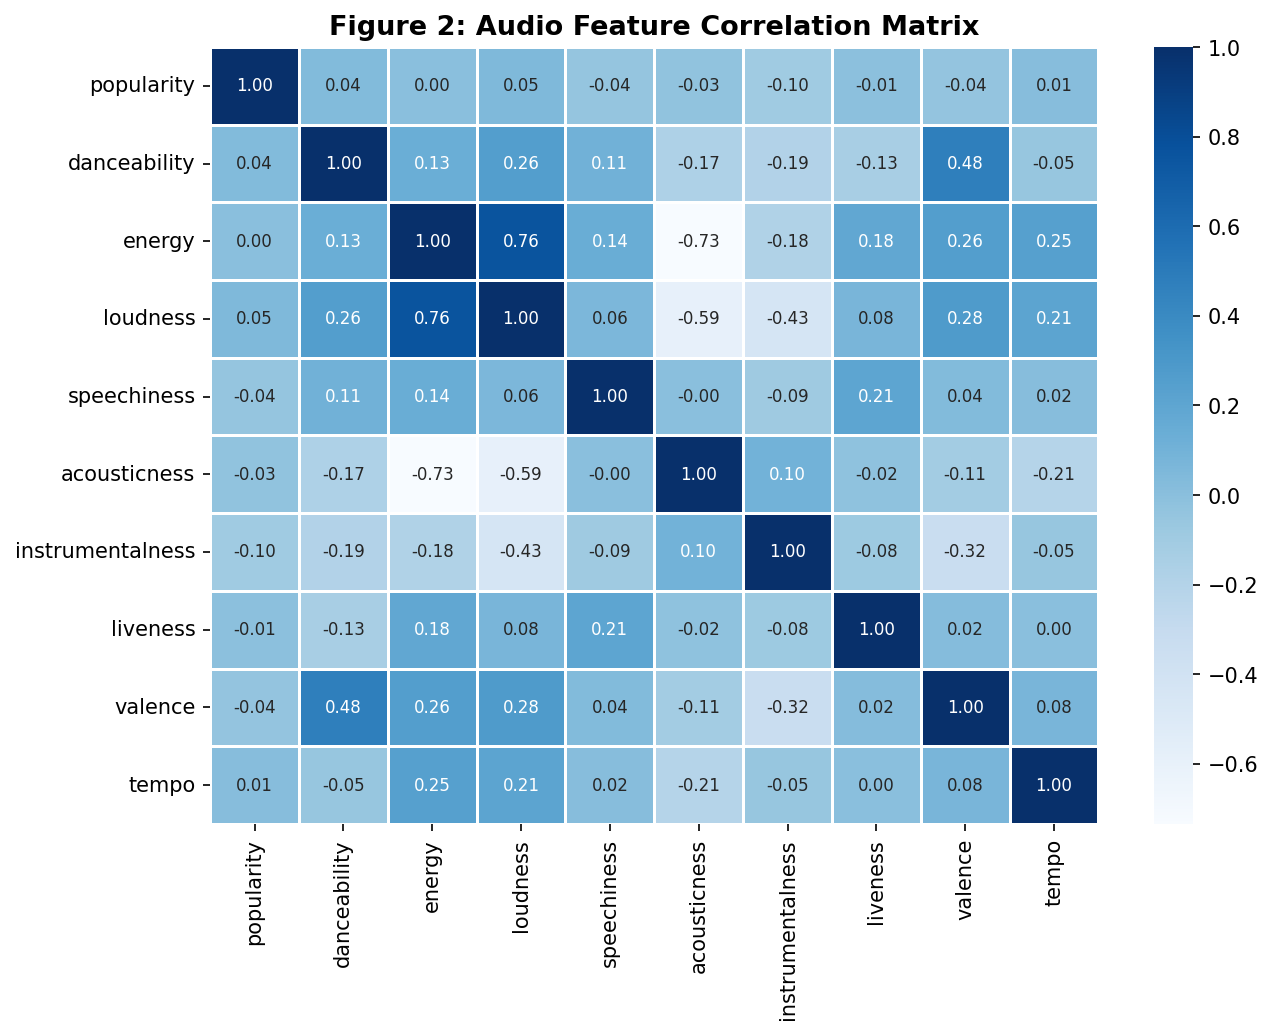 Figure 2: Audio Feature Correlation Matrix
popularity 1.00 0.04 0.00 0.05 -0.04 -0.03 -0.10 -0.01 -0.04 0.01
danceability 0.04 1.00 0.13 0.26 0.11 -0.17 -0.19 -0.13 0.48 -0.05
energy 0.00 0.13 1.00 0.76 0.14 -0.73 -0.18 0.18 0.26 0.25
loudness 0.05 0.26 0.76 1.00 0.06 -0.59 -0.43 0.08 0.28 0.21
speechiness -0.04 0.11 0.14 0.06 1.00 -0.00 -0.09 0.21 0.04 0.02
acousticness -0.03 -0.17 -0.73 -0.59 -0.00 1.00 0.10 -0.02 -0.11 -0.21
instrumentalness -0.10 -0.19 -0.18 -0.43 -0.09 0.10 1.00 -0.08 -0.32 -0.05
liveness -0.01 -0.13 0.18 0.08 0.21 -0.02 -0.08 1.00 0.02 0.00
valence -0.04 0.48 0.26 0.28 0.04 -0.11 -0.32 0.02 1.00 0.08
tempo 0.01 -0.05 0.25 0.21 0.02 -0.21 -0.05 0.00 0.08 1.00
popularity
danceability
energy
loudness
speechiness
acousticness
instrumentalness
liveness
valence
tempo
1.0
0.8
0.6
0.4
0.2
0.0
−0.2
−0.4
−0.6